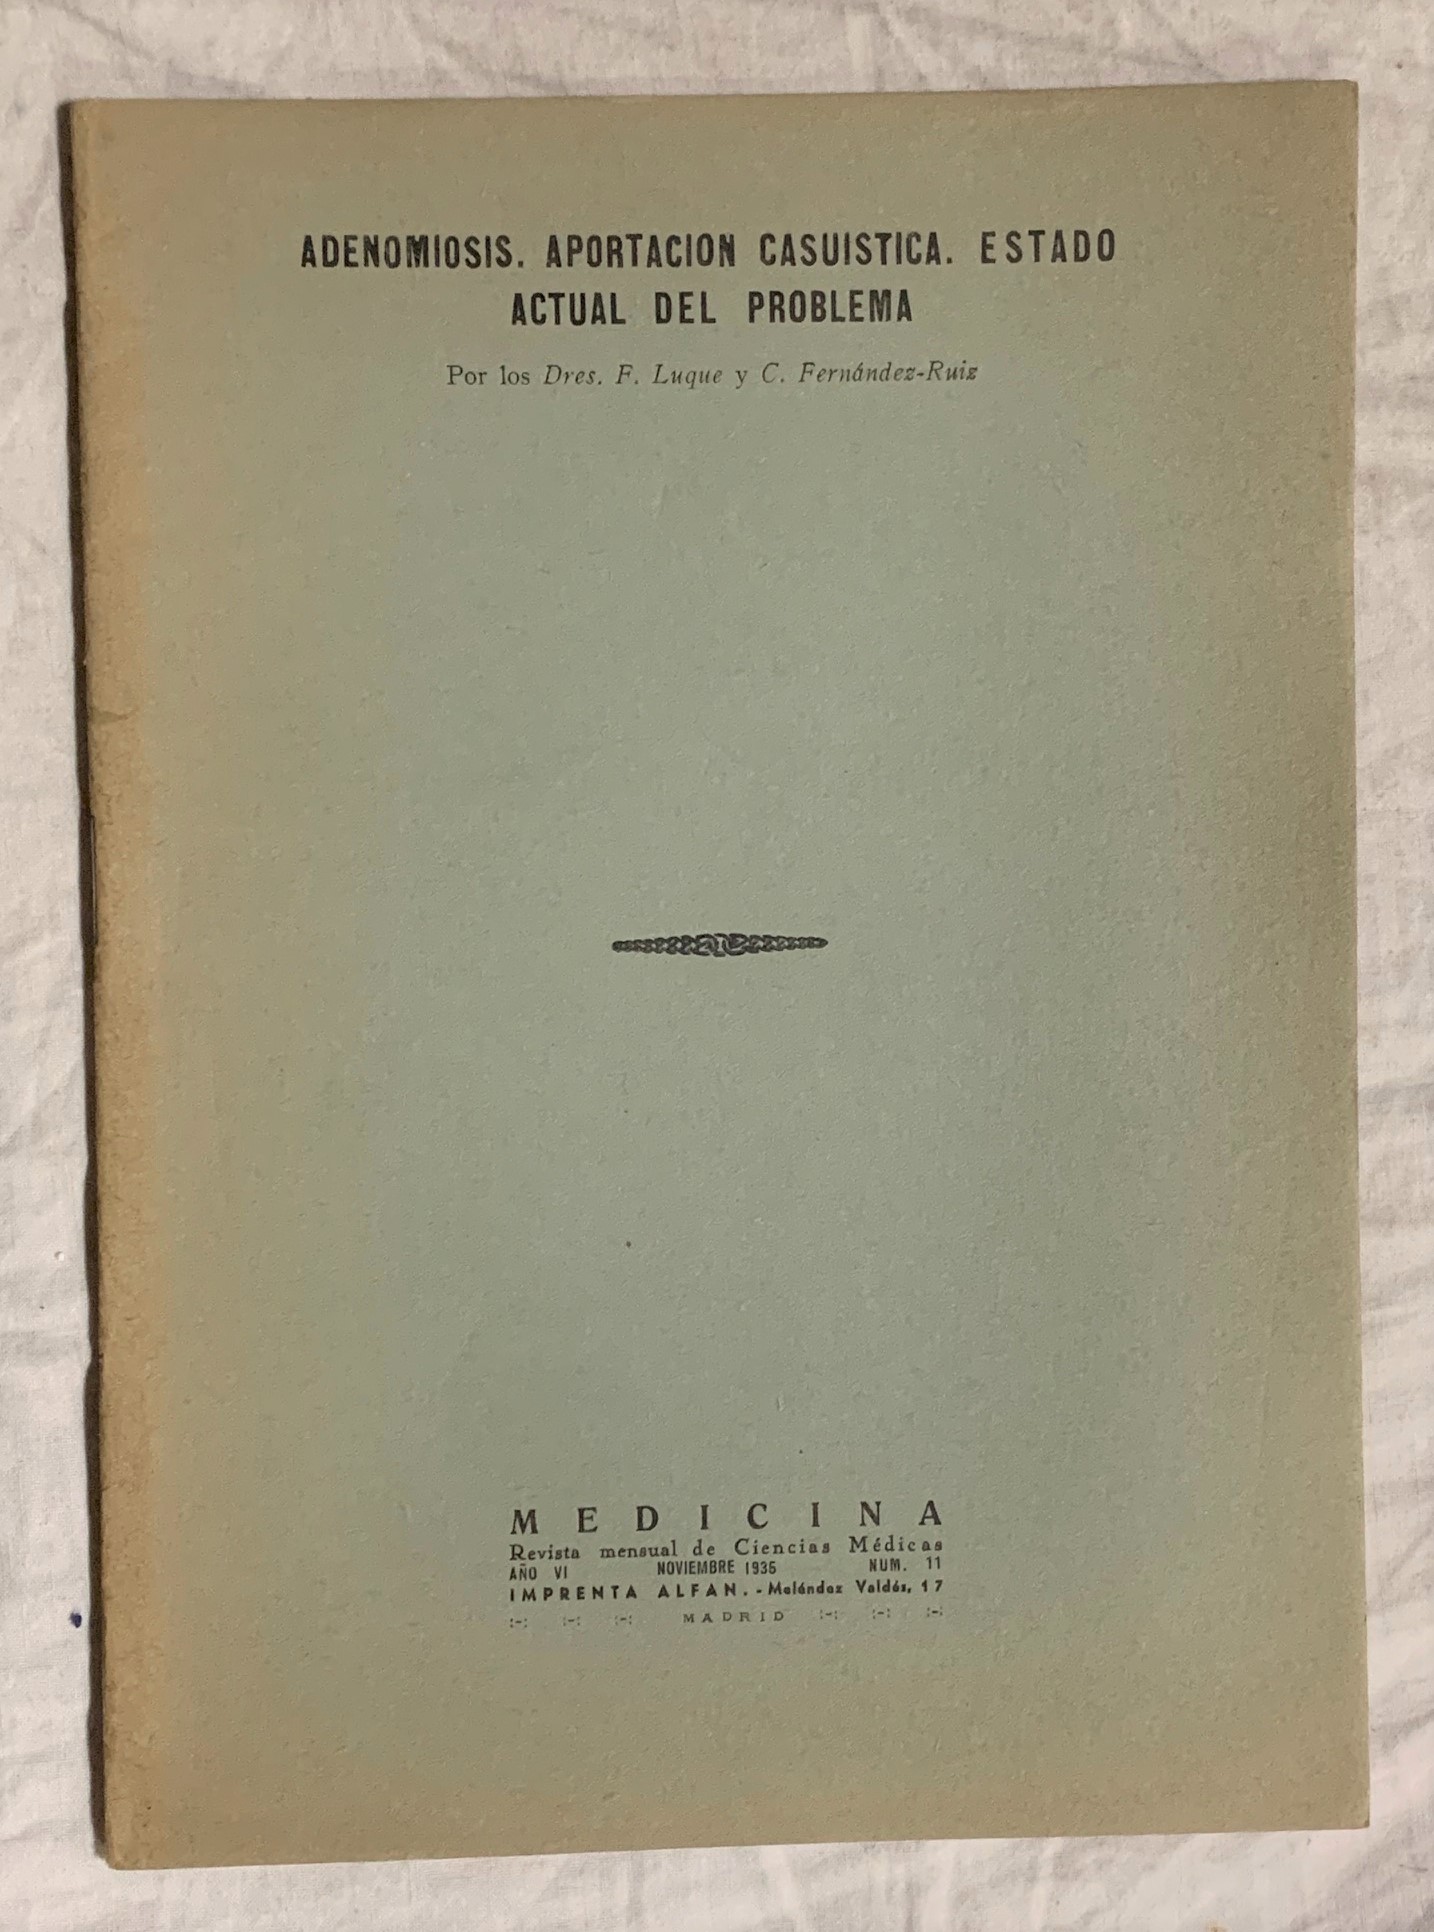 ADENOMIOSIS. APORTACION CASUISTICA. ESTADO
ACTUAL DEL PROBLEMA
Por los Dres. F. Luque y C. Fernández-Ruiz
MEDICINA
Revista mensual de Ciencias Médicas
AÑO VI NOVIEMBRE 1935 NUM. 11
IMPRENTA ALFAN.-Meléndez Valdés, 17
:-: :-: :-: MADRID :-: :-: :-: